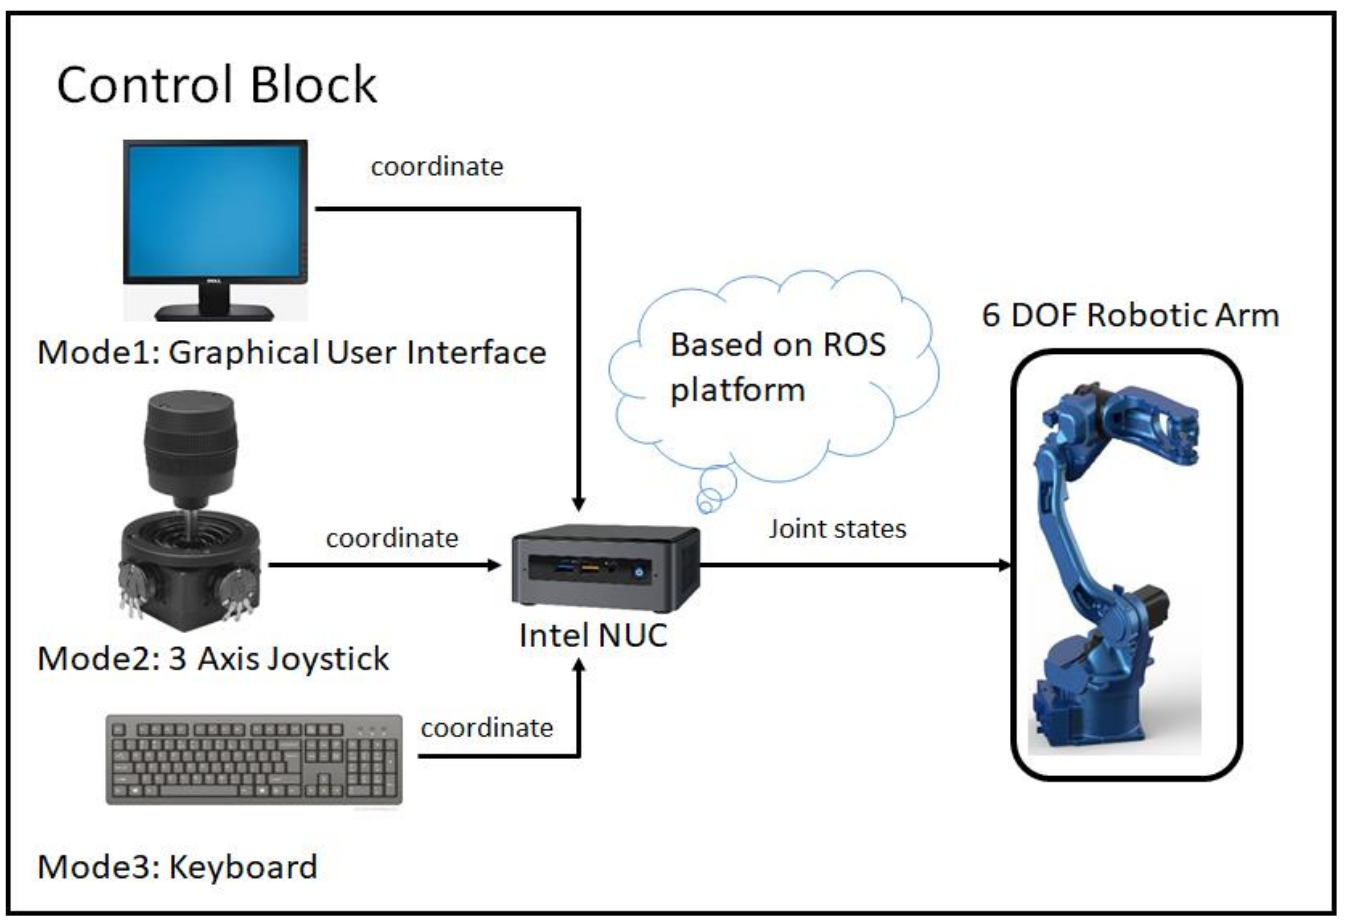 Control Block
coordinate
DELL
Mode1: Graphical User Interface
Based on ROS
platform
6 DOF Robotic Arm
coordinate
Joint states
Intel NUC
Mode2: 3 Axis Joystick
coordinate
Mode3: Keyboard